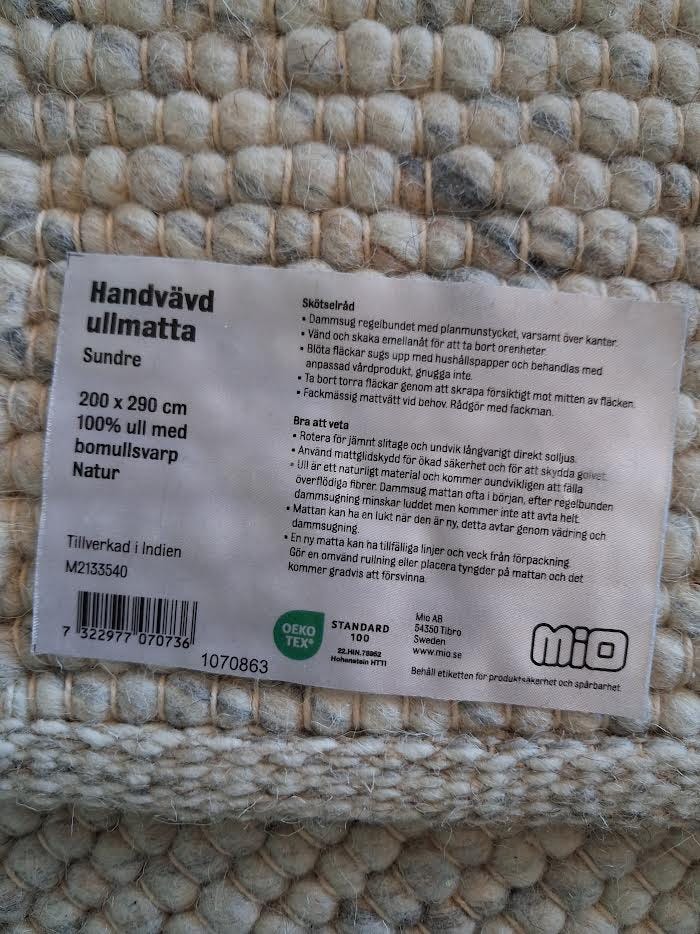 Handvävd
ullmatta
Sundre
200 x 290 cm
100% ull med
bomullsvarp
Natur
Tillverkad i Indien
M2133540
7 322977 070736
1070863
Skötselråd
• Dammsug regelbundet med planmunstycket, varsamt över kanter.
• Vänd och skaka emellanåt för att ta bort orenheter.
• Blöta fläckar sugs upp med hushållspapper och behandlas med
anpassad vårdprodukt, gnugga inte.
• Ta bort torra fläckar genom att skrapa försiktigt mot mitten av fläcken.
• Fackmässig mattvätt vid behov. Rådgör med fackman.
Bra att veta
• Rotera för jämnt slitage och undvik långvarigt direkt solljus.
• Använd mattglidskydd för ökad säkerhet och för att skydda golvet.
• Ull är ett naturligt material och kommer oundvikligen att fälla
överflödiga fibrer. Dammsug mattan ofta i början, efter regelbunden
dammsugning minskar luddet men kommer inte att avta helt.
• Mattan kan ha en lukt när den är ny, detta avtar genom vädring och
dammsugning.
• En ny matta kan ha tillfälliga linjer och veck från förpackning.
Gör en omvänd rullning eller placera tyngder på mattan och det
kommer gradvis att försvinna.
OEKO
TEX®
STANDARD
100
22.HIN.78962
Hohenstein HTTI
Mio AB
54350 Tibro
Sweden
www.mio.se
MIO
Behåll etiketten för produktsäkerhet och spårbarhet.